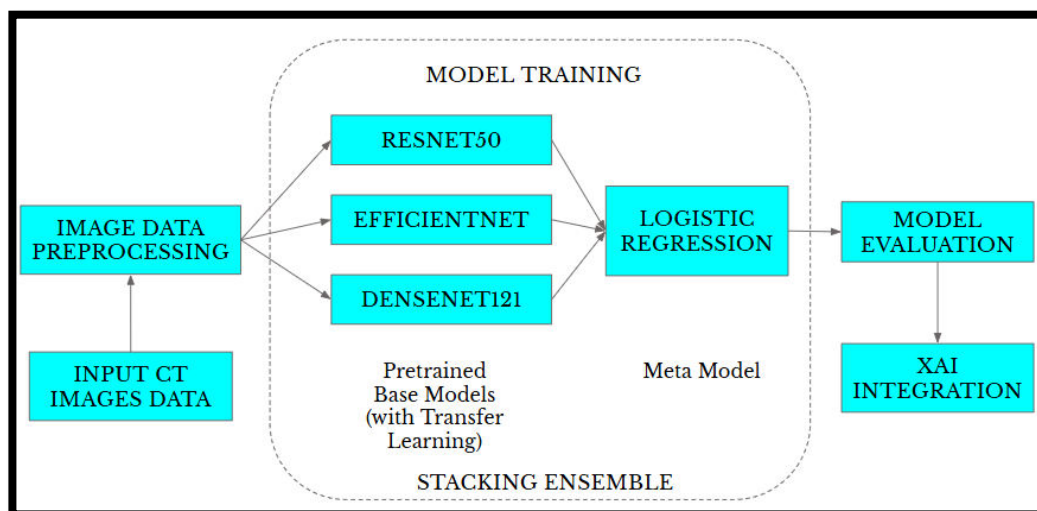 MODEL TRAINING
RESNET50
EFFICIENTNET
DENSENET121
IMAGE DATA
PREPROCESSING
INPUT CT
IMAGES DATA
LOGISTIC
REGRESSION
MODEL
EVALUATION
XAI
INTEGRATION
Pretrained
Base Models
(with Transfer
Learning)
Meta Model
STACKING ENSEMBLE